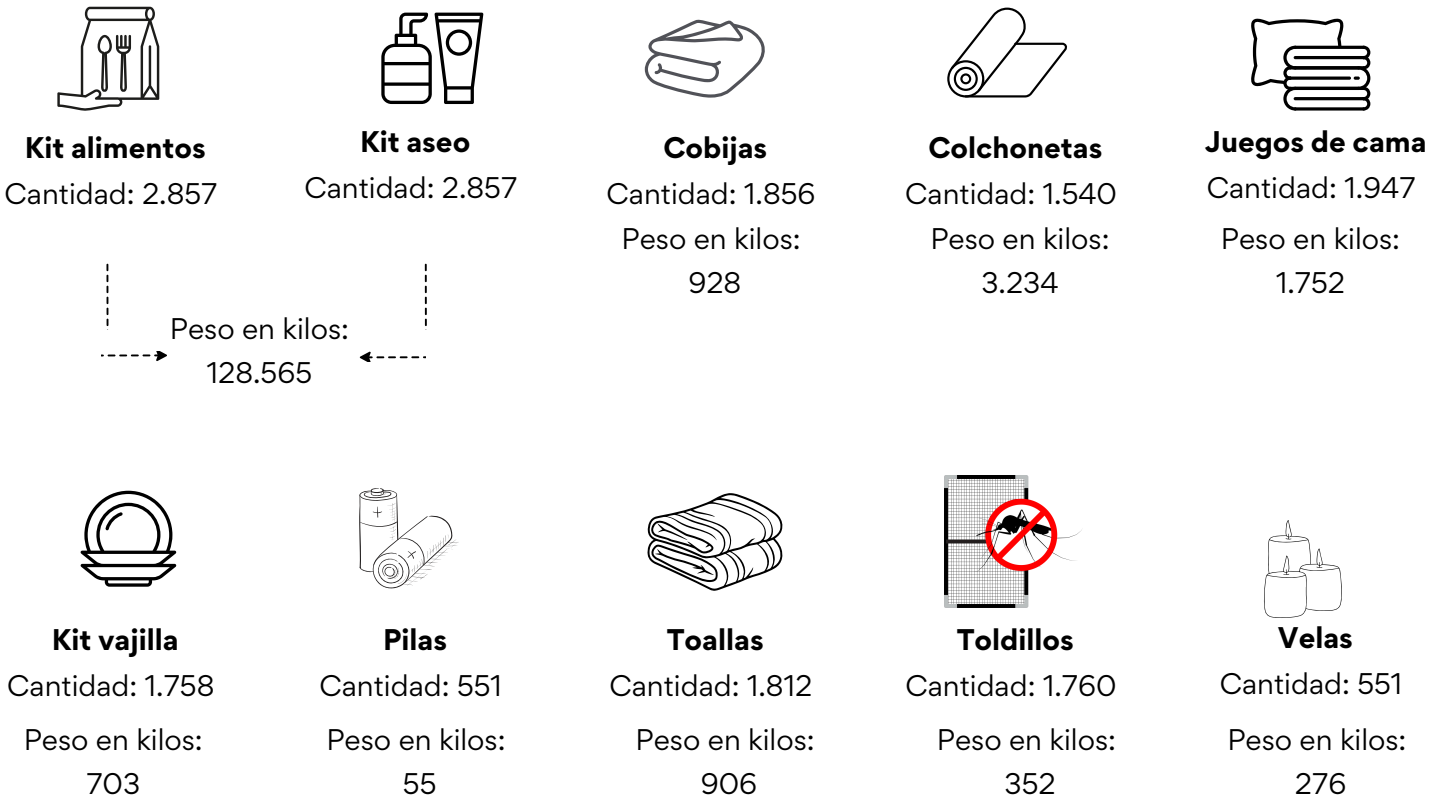 Kit alimentos
Cantidad: 2.857
Kit aseo
Cantidad: 2.857
Peso en kilos:
128.565
Cobijas
Cantidad: 1.856
Peso en kilos:
928
Colchonetas
Cantidad: 1.540
Peso en kilos:
3.234
Juegos de cama
Cantidad: 1.947
Peso en kilos:
1.752
Kit vajilla
Cantidad: 1.758
Peso en kilos:
703
Pilas
Cantidad: 551
Peso en kilos:
55
Toallas
Cantidad: 1.812
Peso en kilos:
906
Toldillos
Cantidad: 1.760
Peso en kilos:
352
Velas
Cantidad: 551
Peso en kilos:
276